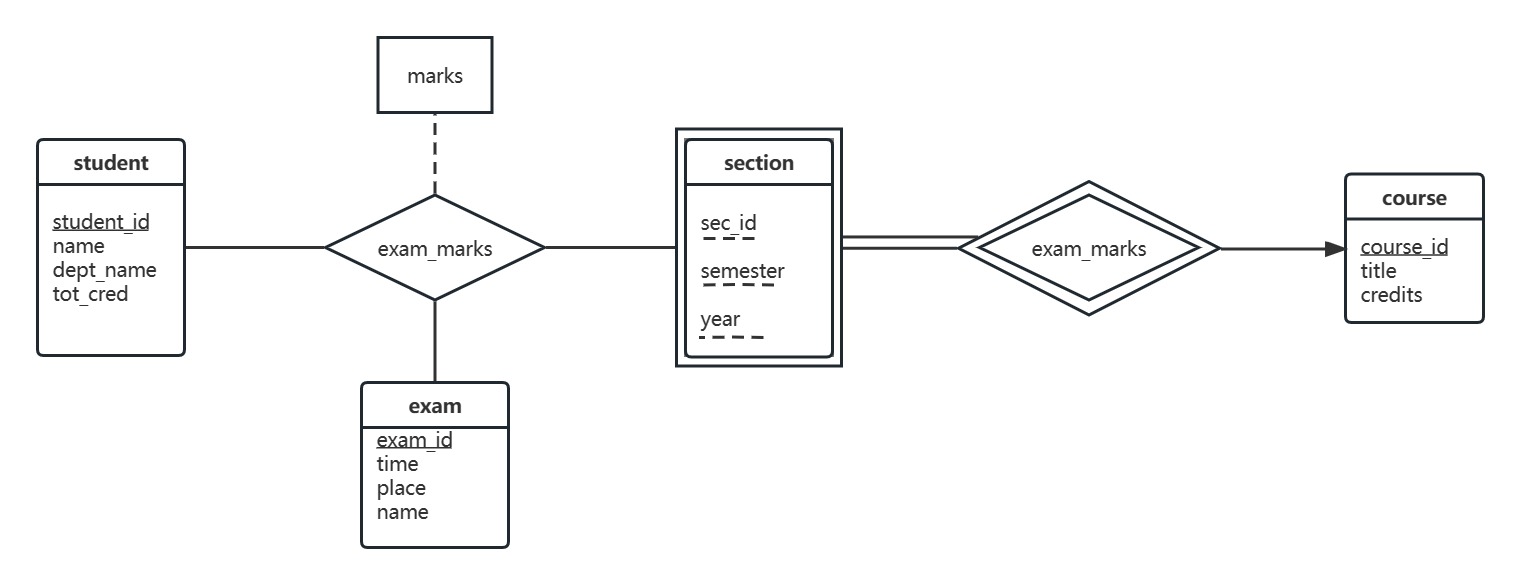 marks
student
student_id
name
dept_name
tot_cred
exam_marks
exam
exam_id
time
place
name
section
sec_id
semester
year
exam_marks
course
course_id
title
credits